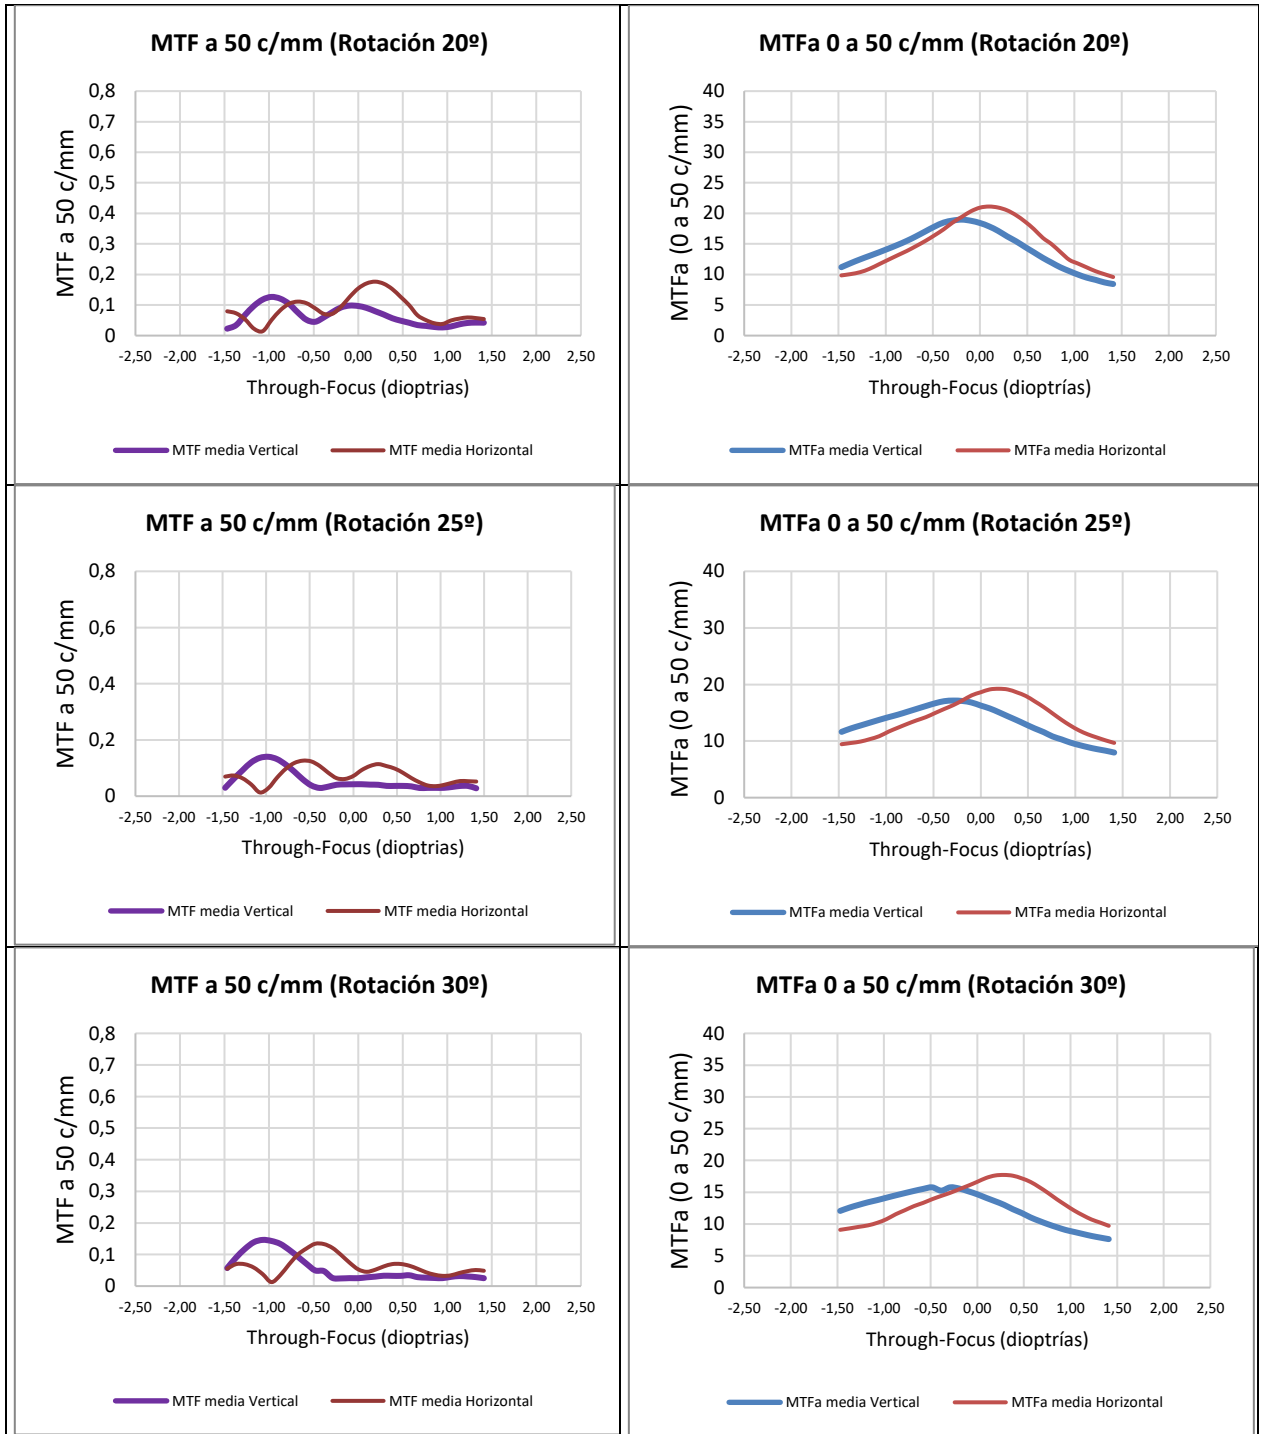 MTF a 50 c/mm (Rotación 20º)
MTF a 50 c/mm
0,8
0,7
0,6
0,5
0,4
0,3
0,2
0,1
0
-2,50 -2,00 -1,50 -1,00 -0,50 0,00 0,50 1,00 1,50 2,00 2,50
Through-Focus (dioptrias)
MTF media Vertical MTF media Horizontal
MTFa 0 a 50 c/mm (Rotación 20º)
MTFa (0 a 50 c/mm)
40
35
30
25
20
15
10
5
0
-2,50 -2,00 -1,50 -1,00 -0,50 0,00 0,50 1,00 1,50 2,00 2,50
Through-Focus (dioptrías)
MTFa media Vertical MTFa media Horizontal
MTF a 50 c/mm (Rotación 25º)
MTF a 50 c/mm
0,8
0,6
0,4
0,2
0
-2,50 -2,00 -1,50 -1,00 -0,50 0,00 0,50 1,00 1,50 2,00 2,50
Through-Focus (dioptrias)
MTF media Vertical MTF media Horizontal
MTFa 0 a 50 c/mm (Rotación 25º)
MTFa (0 a 50 c/mm)
40
30
20
10
0
-2,50 -2,00 -1,50 -1,00 -0,50 0,00 0,50 1,00 1,50 2,00 2,50
Through-Focus (dioptrías)
MTFa media Vertical MTFa media Horizontal
MTF a 50 c/mm (Rotación 30º)
MTF a 50 c/mm
0,8
0,7
0,6
0,5
0,4
0,3
0,2
0,1
0
-2,50 -2,00 -1,50 -1,00 -0,50 0,00 0,50 1,00 1,50 2,00 2,50
Through-Focus (dioptrias)
MTF media Vertical MTF media Horizontal
MTFa 0 a 50 c/mm (Rotación 30º)
MTFa (0 a 50 c/mm)
40
35
30
25
20
15
10
5
0
-2,50 -2,00 -1,50 -1,00 -0,50 0,00 0,50 1,00 1,50 2,00 2,50
Through-Focus (dioptrías)
MTFa media Vertical MTFa media Horizontal